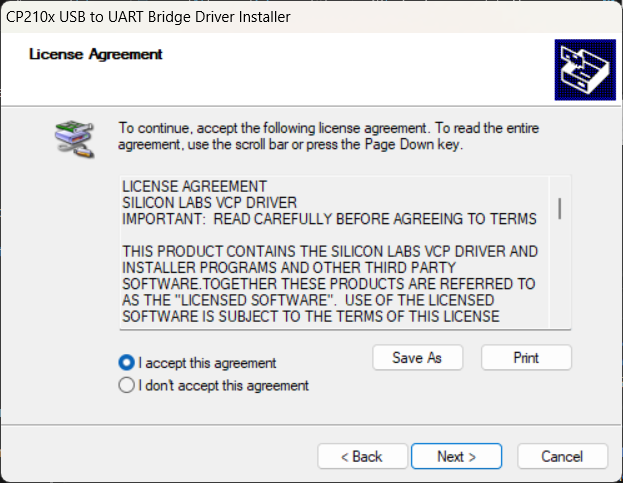 CP210x USB to UART Bridge Driver Installer
License Agreement
To continue, accept the following license agreement. To read the entire
agreement, use the scroll bar or press the Page Down key.
LICENSE AGREEMENT
SILICON LABS VCP DRIVER
IMPORTANT:  READ CAREFULLY BEFORE AGREEING TO TERMS
THIS PRODUCT CONTAINS THE SILICON LABS VCP DRIVER AND
INSTALLER PROGRAMS AND OTHER THIRD PARTY
SOFTWARE.TOGETHER THESE PRODUCTS ARE REFERRED TO
AS THE "LICENSED SOFTWARE".  USE OF THE LICENSED
SOFTWARE IS SUBJECT TO THE TERMS OF THIS LICENSE
I accept this agreement
Save As
Print
I don't accept this agreement
< Back
Next >
Cancel